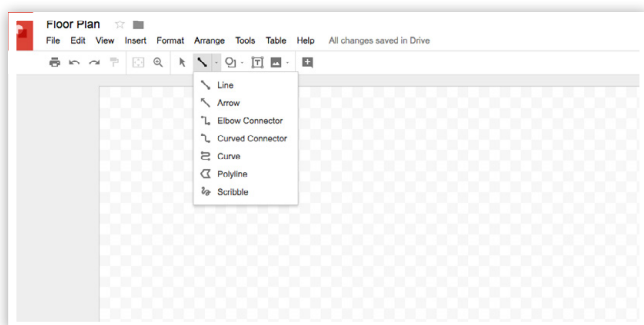 Floor Plan
File Edit View Insert Format Arrange Tools Table Help All changes saved in Drive
Line
Arrow
Elbow Connector
Curved Connector
Curve
Polyline
Scribble